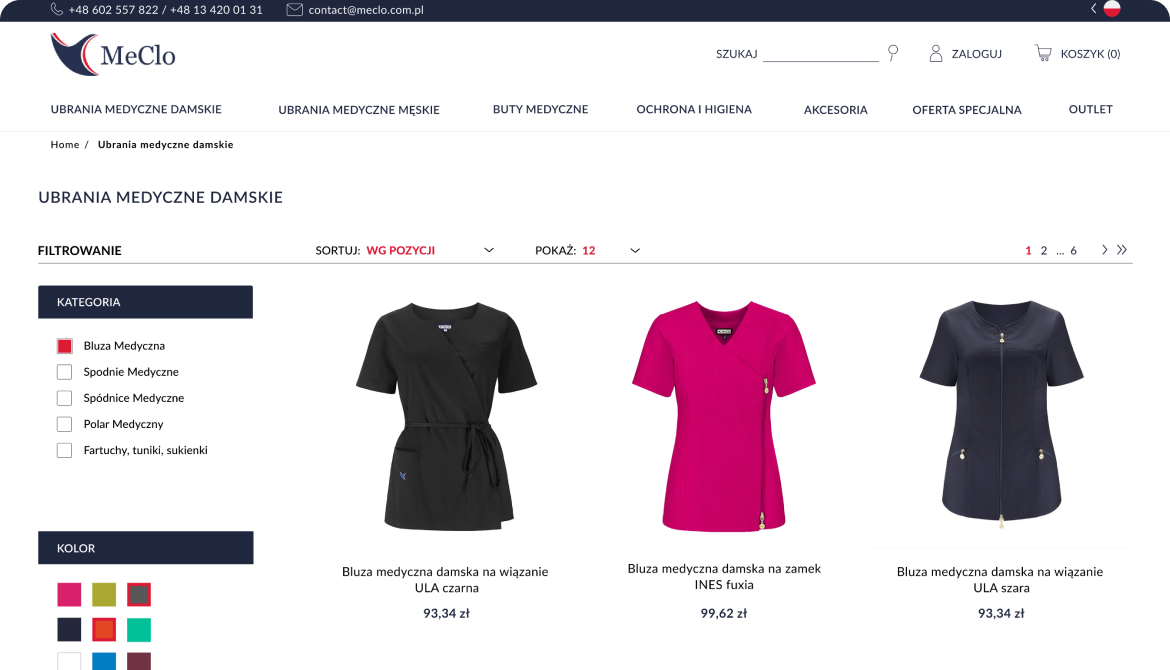 +48 602 557 822 / +48 13 420 01 31
contact@meclo.com.pl
MeClo
SZUKAJ
ZALOGUJ
KOSZYK (0)
UBRANIA MEDYCZNE DAMSKIE
UBRANIA MEDYCZNE MĘSKIE
BUTY MEDYCZNE
OCHRONA I HIGIENA
AKCESORIA
OFERTA SPECJALNA
OUTLET
Home / Ubrania medyczne damskie
UBRANIA MEDYCZNE DAMSKIE
FILTROWANIE
SORTUJ: WG POZYCJI
POKAŻ: 12
1 2 ... 6
KATEGORIA
Bluza Medyczna
Spodnie Medyczne
Spódnice Medyczne
Polar Medyczny
Fartuchy, tuniki, sukienki
KOLOR
Bluza medyczna damska na wiązanie
ULA czarna
93,34 zł
Bluza medyczna damska na zamek
INES fuxia
99,62 zł
Bluza medyczna damska na wiązanie
ULA szara
93,34 zł